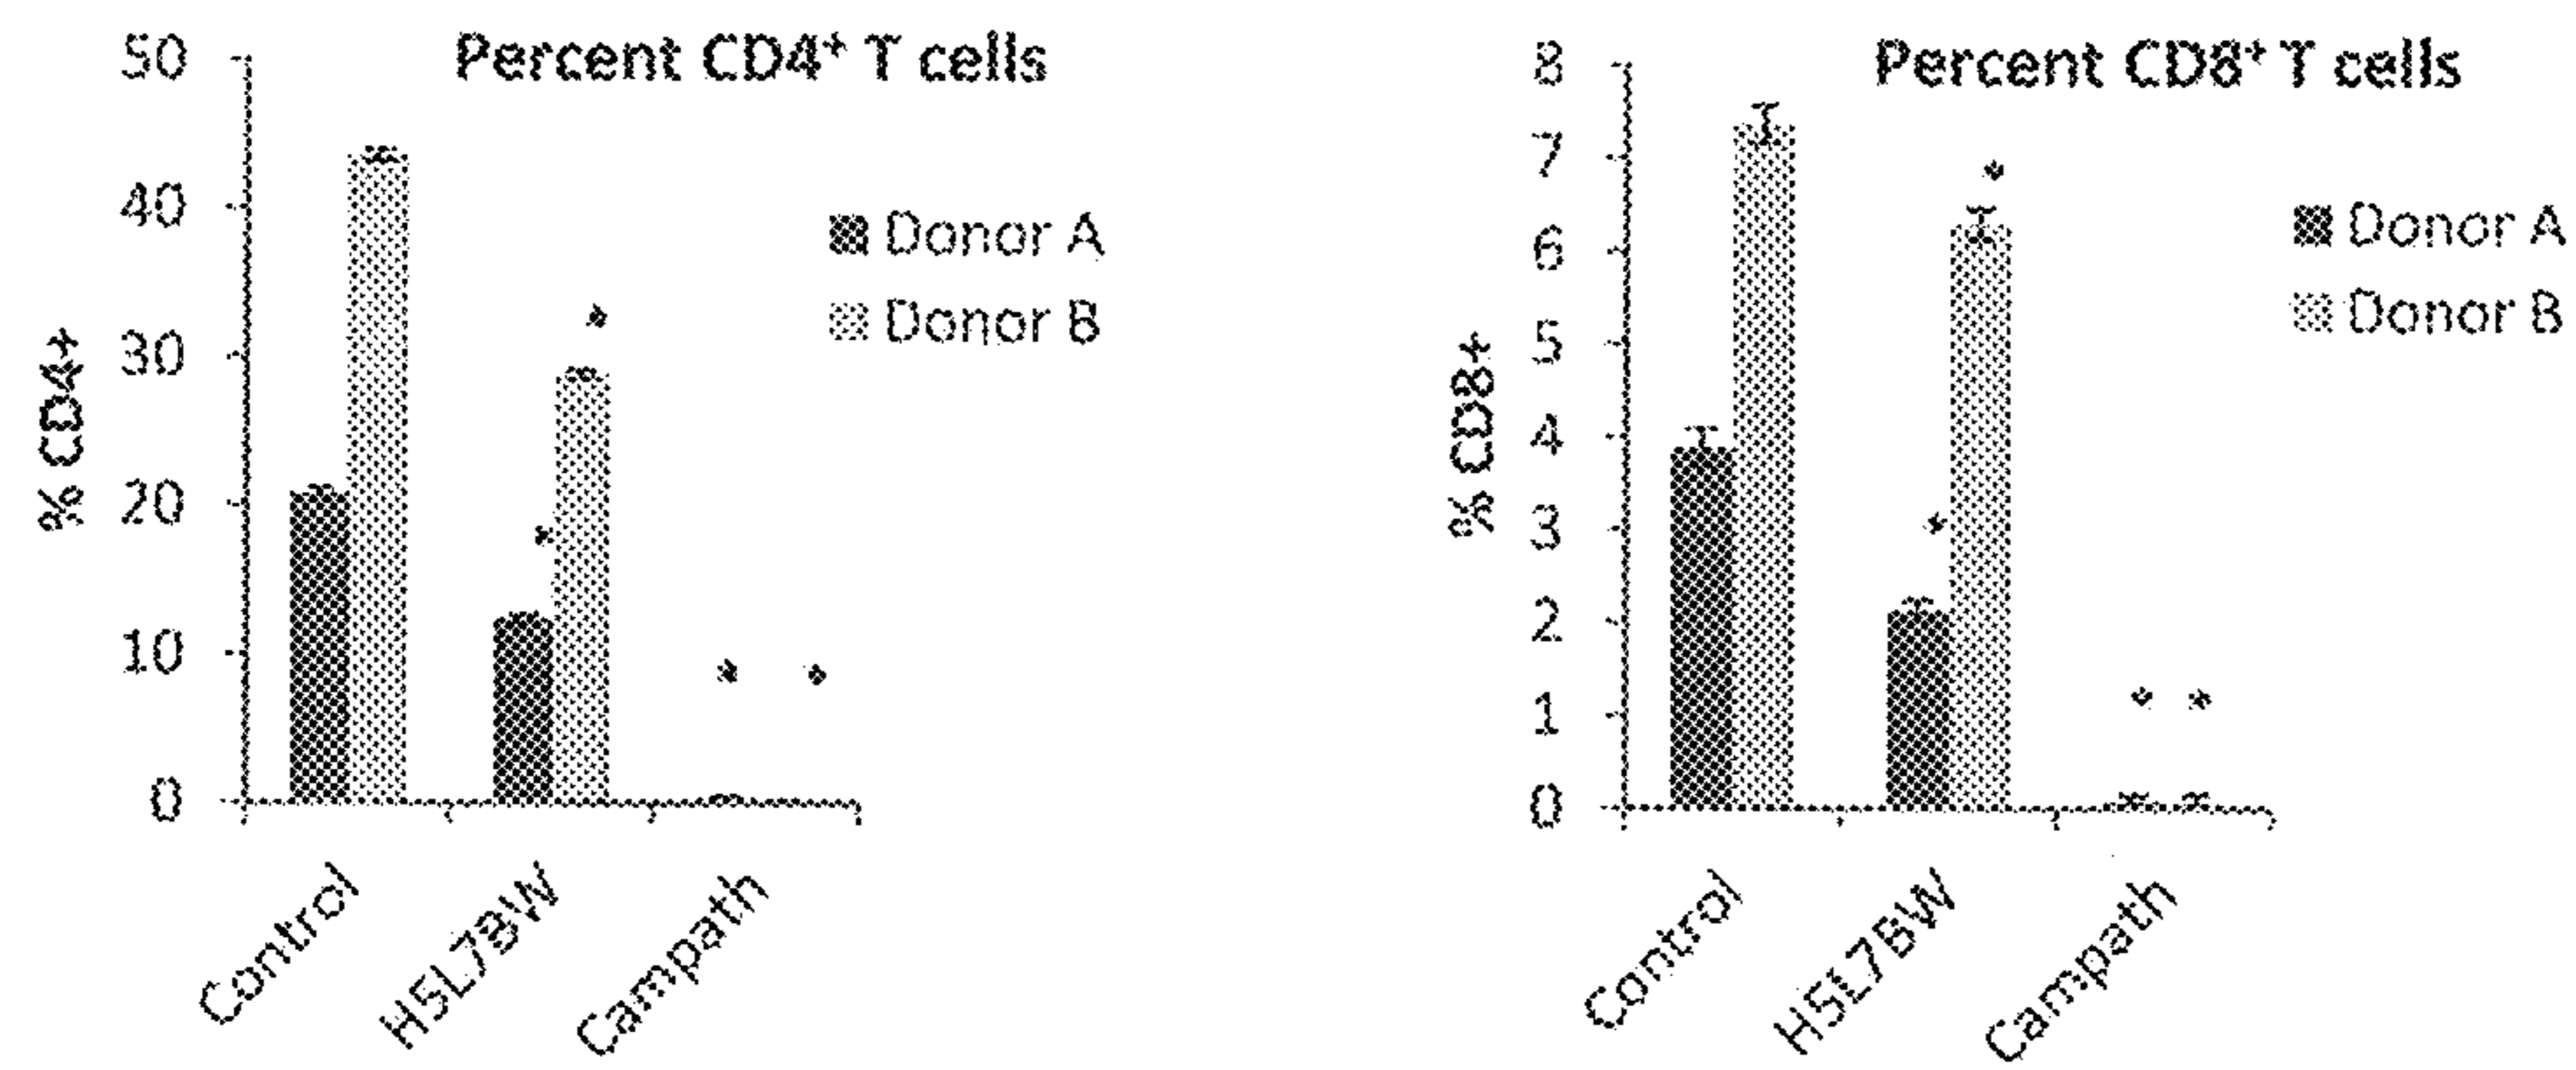 Percent CD4⁺ T cells
% CD4+
50
40
30
20
10
0
*
*
*
*
Donor A
Donor B
Control
H5L7BW
Campath
Percent CD8⁺ T cells
% CD8+
8
7
6
5
4
3
2
1
0
*
*
*
*
Donor A
Donor B
Control
H5L7BW
Campath